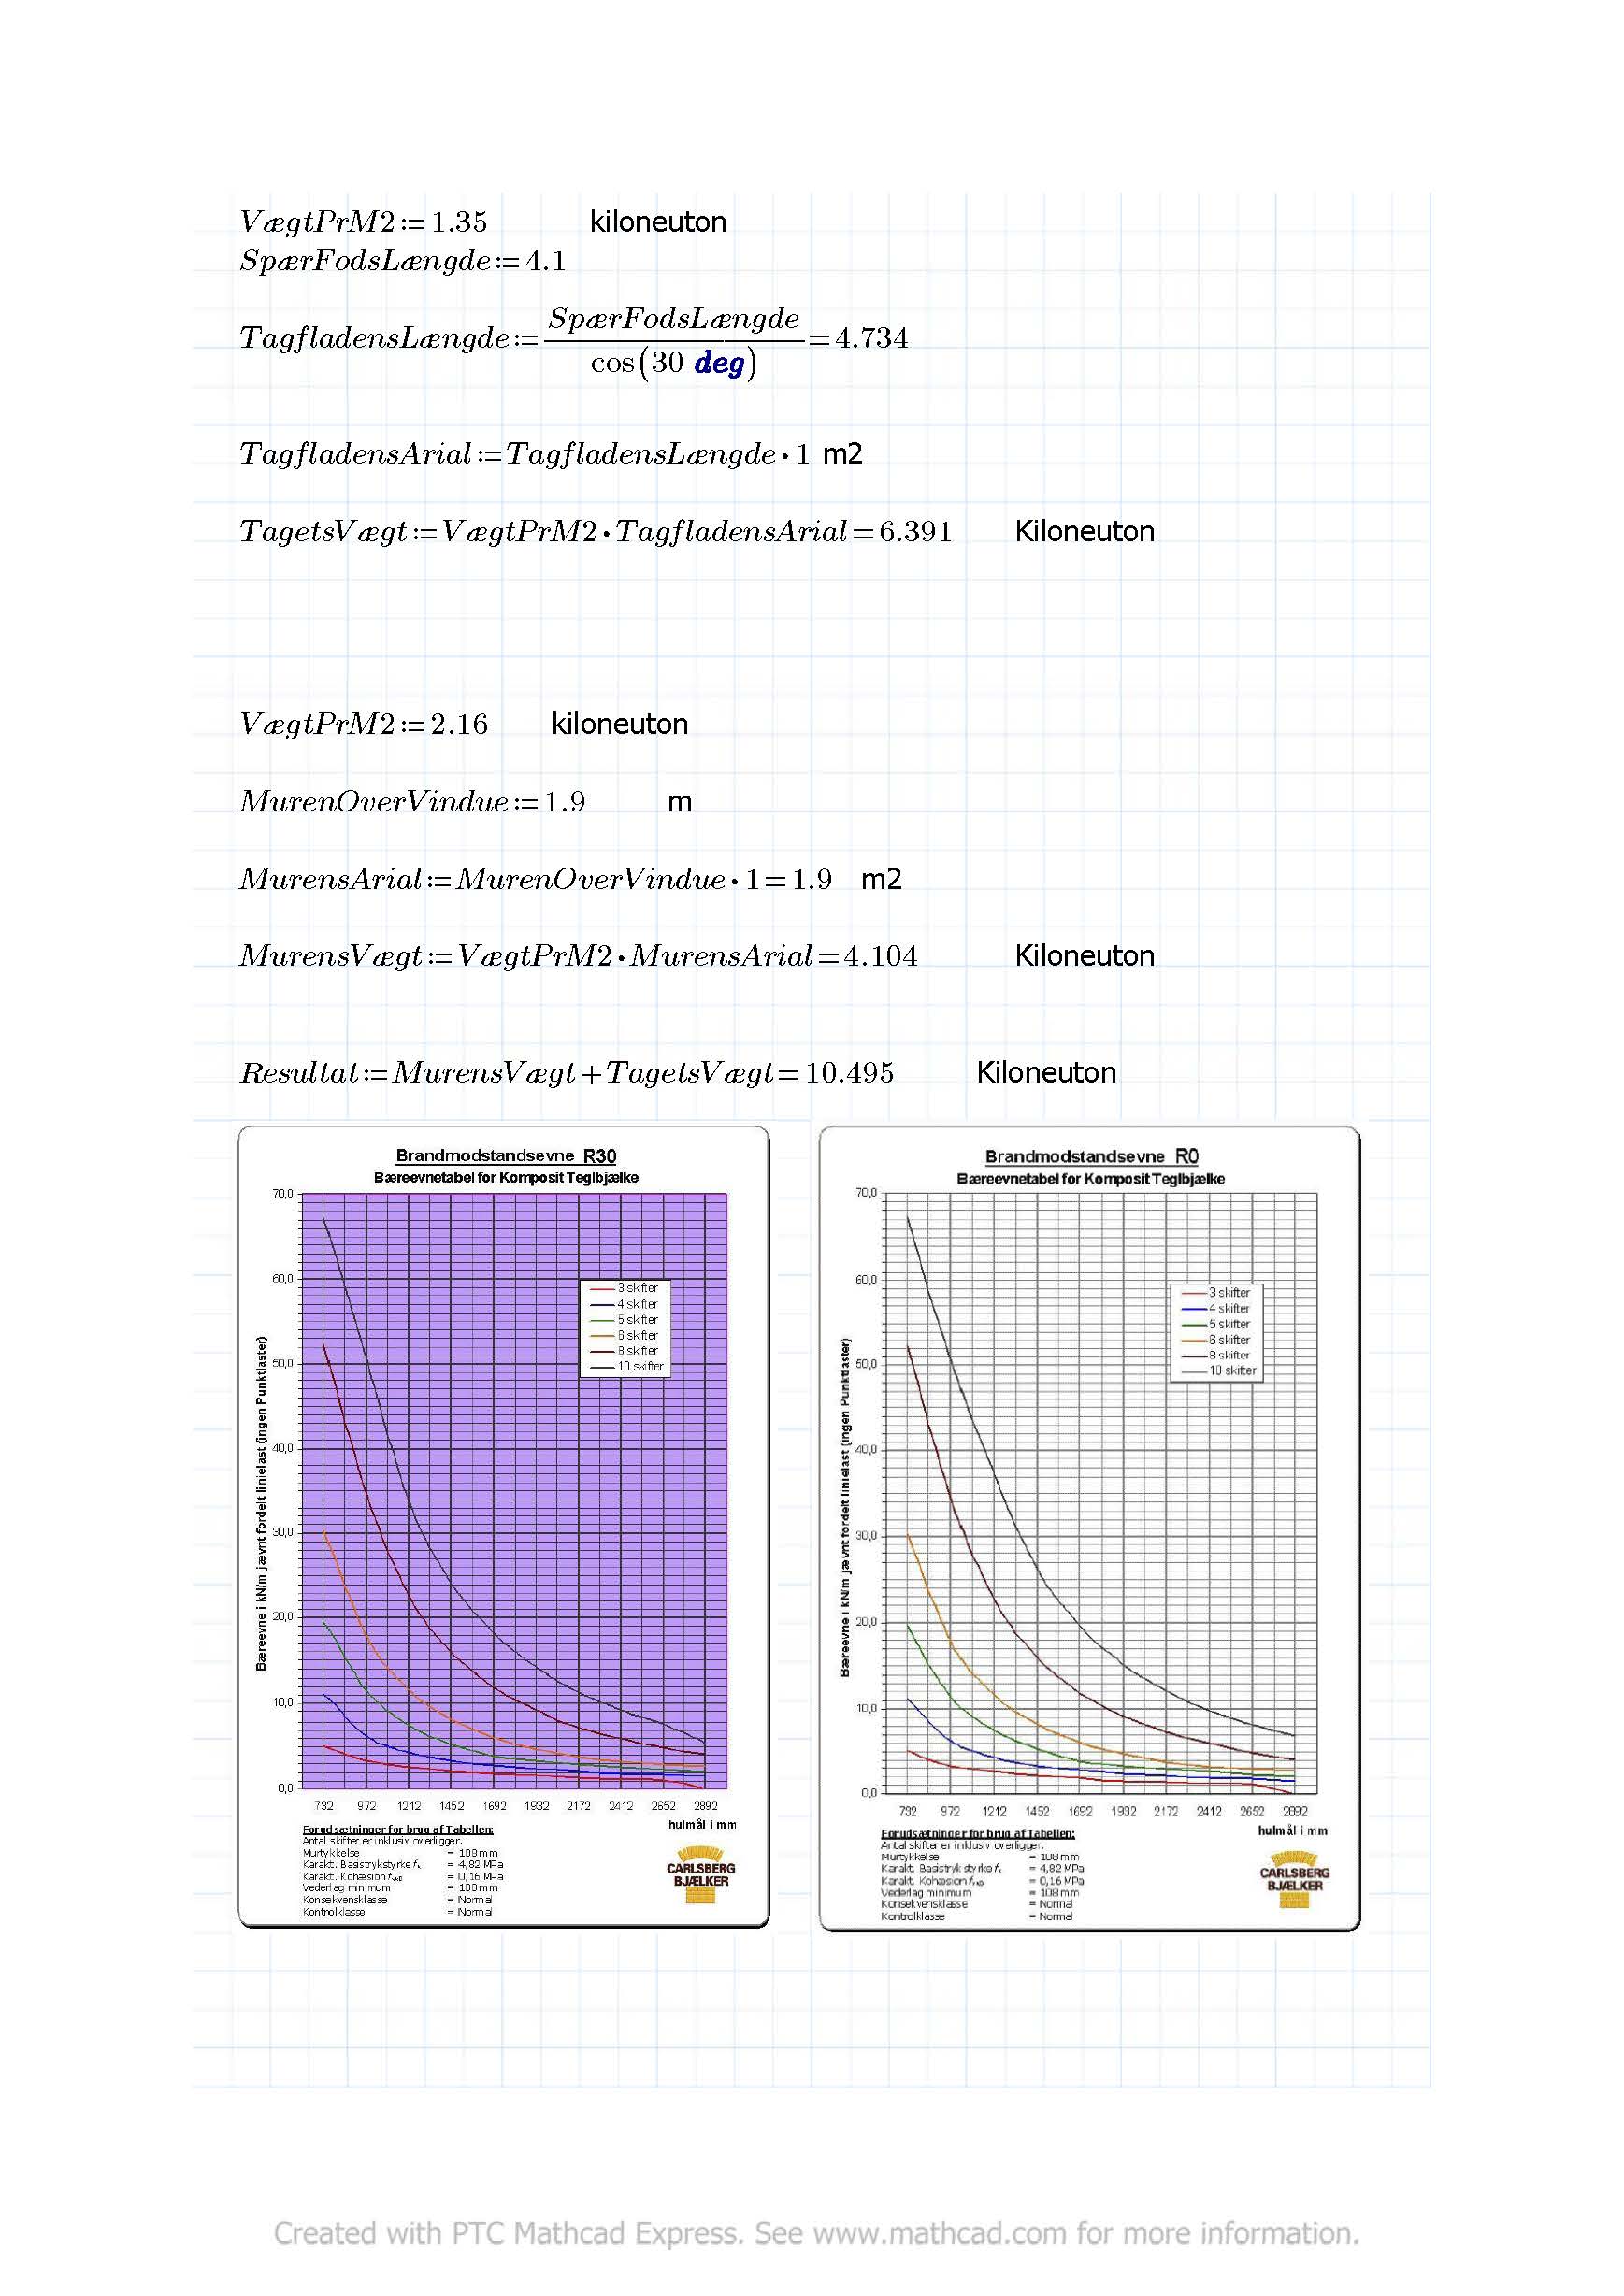 VægtPrM2:=1.35 kiloneuton
SpærFodsLængde:=4.1
TagfladensLængde:= SpærFodsLængde / cos(30 deg) =4.734
TagfladensArial:=TagfladensLængde·1 m2
TagetsVægt:=VægtPrM2·TagfladensArial=6.391 Kiloneuton
VægtPrM2:=2.16 kiloneuton
MurenOverVindue:=1.9 m
MurensArial:=MurenOverVindue·1=1.9 m2
MurensVægt:=VægtPrM2·MurensArial=4.104 Kiloneuton
Resultat:=MurensVægt+TagetsVægt=10.495 Kiloneuton
Brandmodstandsevne R30
Bæreevnetabel for Komposit Teglbjælke
Bæreevne i kN/m jævnt fordelt linielast (ingen Punktlaster)
70,0
60,0
50,0
40,0
30,0
20,0
10,0
0,0
3 skifter
4 skifter
5 skifter
6 skifter
8 skifter
10 skifter
732 972 1212 1452 1692 1932 2172 2412 2652 2892
hulmål i mm
Forudsætninger for brug af Tabellen:
Antal skifter er inklusiv overligger.
Murtykkelse = 108 mm
Karakt. Basistrykstyrke fk = 4,82 MPa
Karakt. Kohæsion = 0,16 MPa
Vederlag minimum = 108 mm
Konsekvensklasse = Normal
Kontrolklasse = Normal
CARLSBERG
BJÆLKER
Brandmodstandsevne R0
Bæreevnetabel for Komposit Teglbjælke
Bæreevne i kN/m jævnt fordelt linielast (ingen Punktlaster)
70,0
60,0
50,0
40,0
30,0
20,0
10,0
0,0
3 skifter
4 skifter
5 skifter
6 skifter
8 skifter
10 skifter
732 972 1212 1452 1692 1932 2172 2412 2652 2892
hulmål i mm
Forudsætninger for brug af Tabellen:
Antal skifter er inklusiv overligger.
Murtykkelse = 108 mm
Karakt. Basistrykstyrke fk = 4,82 MPa
Karakt. Kohæsion = 0,16 MPa
Vederlag minimum = 108 mm
Konsekvensklasse = Normal
Kontrolklasse = Normal
CARLSBERG
BJÆLKER
Created with PTC Mathcad Express. See www.mathcad.com for more information.